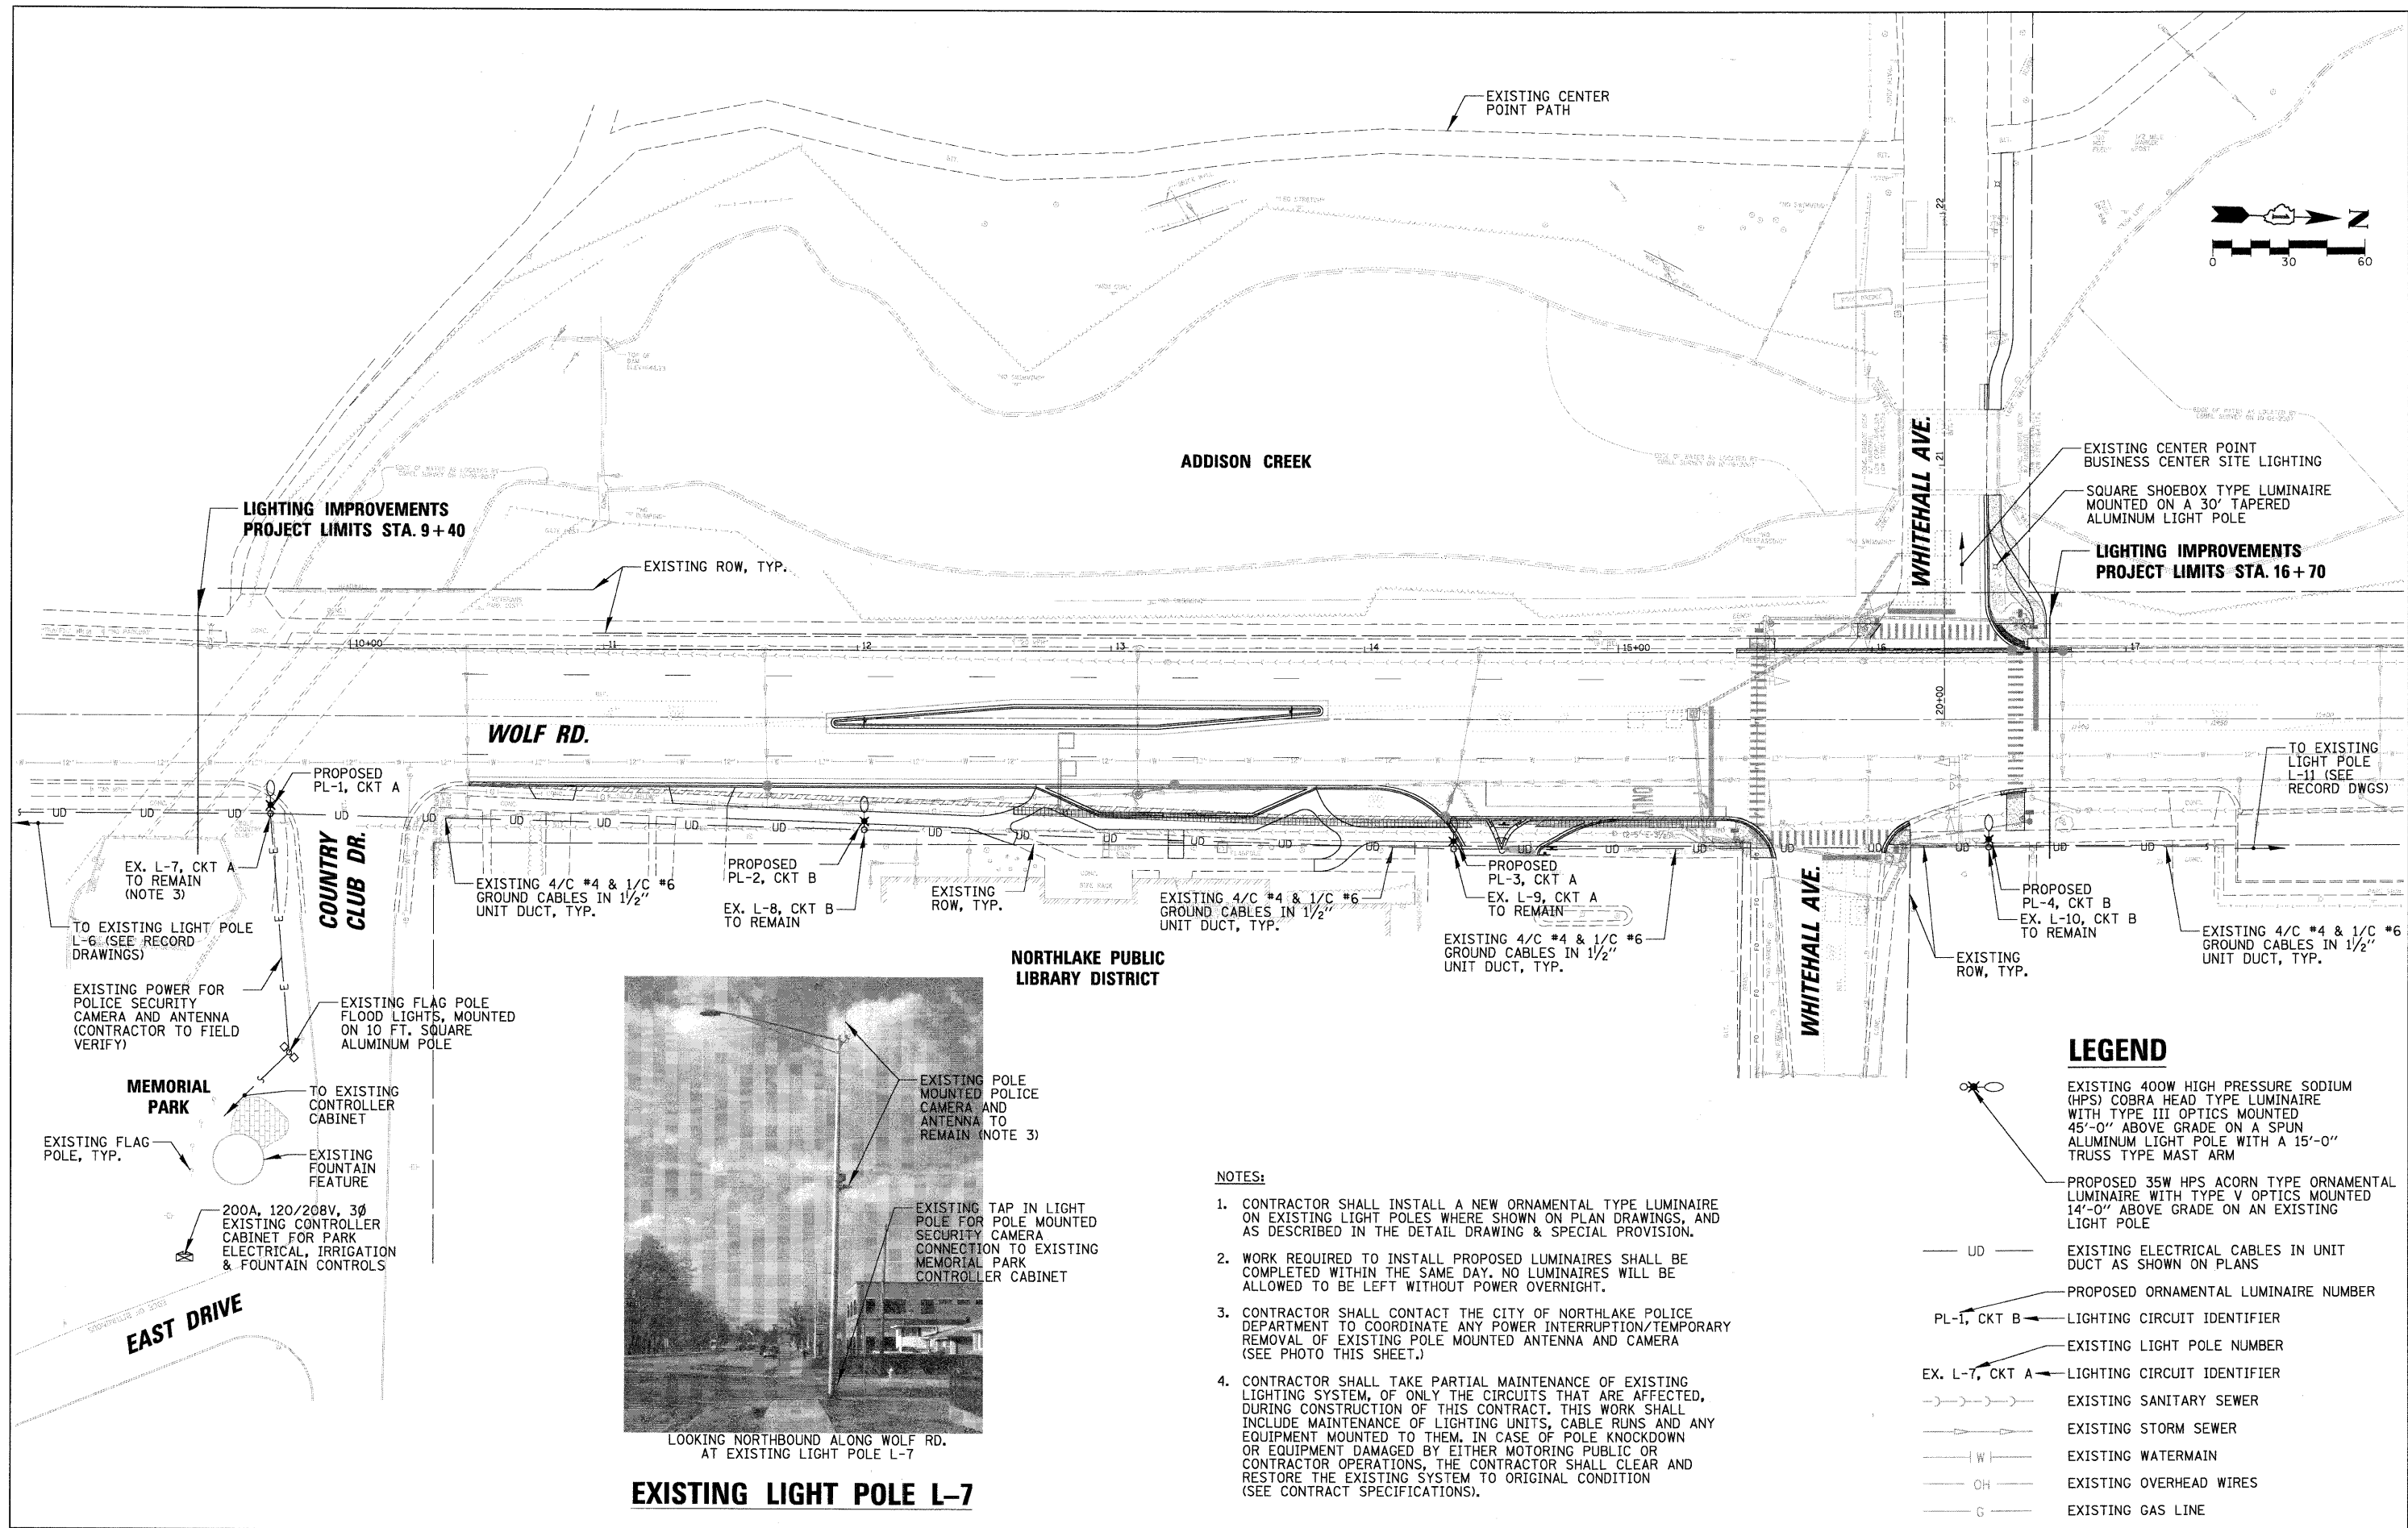 EXISTING CENTER
POINT PATH
N
0 30 60
22
21
20+00
WHITEHALL AVE.
ADDISON CREEK
EXISTING CENTER POINT
BUSINESS CENTER SITE LIGHTING
SQUARE SHOEBOX TYPE LUMINAIRE
MOUNTED ON A 30' TAPERED
ALUMINUM LIGHT POLE
LIGHTING IMPROVEMENTS
PROJECT LIMITS STA. 16+70
LIGHTING IMPROVEMENTS
PROJECT LIMITS STA. 9+40
EXISTING ROW, TYP.
10+00 11 12 13 14 15+00 16 17
WOLF RD.
PROPOSED
PL-1, CKT A
EX. L-7, CKT A
TO REMAIN
(NOTE 3)
COUNTRY
CLUB DR.
TO EXISTING LIGHT POLE
L-6 (SEE RECORD
DRAWINGS)
EXISTING 4/C #4 & 1/C #6
GROUND CABLES IN 1½"
UNIT DUCT, TYP.
PROPOSED
PL-2, CKT B
EX. L-8, CKT B
TO REMAIN
EXISTING
ROW, TYP.
EXISTING 4/C #4 & 1/C #6
GROUND CABLES IN 1½"
UNIT DUCT, TYP.
PROPOSED
PL-3, CKT A
EX. L-9, CKT A
TO REMAIN
EXISTING 4/C #4 & 1/C #6
GROUND CABLES IN 1½"
UNIT DUCT, TYP.
WHITEHALL AVE.
EXISTING
ROW, TYP.
PROPOSED
PL-4, CKT B
EX. L-10, CKT B
TO REMAIN
EXISTING 4/C #4 & 1/C #6
GROUND CABLES IN 1½"
UNIT DUCT, TYP.
TO EXISTING
LIGHT POLE
L-11 (SEE
RECORD DWGS)
NORTHLAKE PUBLIC
LIBRARY DISTRICT
EXISTING POWER FOR
POLICE SECURITY
CAMERA AND ANTENNA
(CONTRACTOR TO FIELD
VERIFY)
EXISTING FLAG POLE
FLOOD LIGHTS, MOUNTED
ON 10 FT. SQUARE
ALUMINUM POLE
MEMORIAL
PARK
TO EXISTING
CONTROLLER
CABINET
EXISTING FLAG
POLE, TYP.
EXISTING
FOUNTAIN
FEATURE
200A, 120/208V, 3Ø
EXISTING CONTROLLER
CABINET FOR PARK
ELECTRICAL, IRRIGATION
& FOUNTAIN CONTROLS
EAST DRIVE
EXISTING POLE
MOUNTED POLICE
CAMERA AND
ANTENNA TO
REMAIN (NOTE 3)
EXISTING TAP IN LIGHT
POLE FOR POLE MOUNTED
SECURITY CAMERA
CONNECTION TO EXISTING
MEMORIAL PARK
CONTROLLER CABINET
LOOKING NORTHBOUND ALONG WOLF RD.
AT EXISTING LIGHT POLE L-7
EXISTING LIGHT POLE L-7
NOTES:
1. CONTRACTOR SHALL INSTALL A NEW ORNAMENTAL TYPE LUMINAIRE
ON EXISTING LIGHT POLES WHERE SHOWN ON PLAN DRAWINGS, AND
AS DESCRIBED IN THE DETAIL DRAWING & SPECIAL PROVISION.
2. WORK REQUIRED TO INSTALL PROPOSED LUMINAIRES SHALL BE
COMPLETED WITHIN THE SAME DAY. NO LUMINAIRES WILL BE
ALLOWED TO BE LEFT WITHOUT POWER OVERNIGHT.
3. CONTRACTOR SHALL CONTACT THE CITY OF NORTHLAKE POLICE
DEPARTMENT TO COORDINATE ANY POWER INTERRUPTION/TEMPORARY
REMOVAL OF EXISTING POLE MOUNTED ANTENNA AND CAMERA
(SEE PHOTO THIS SHEET.)
4. CONTRACTOR SHALL TAKE PARTIAL MAINTENANCE OF EXISTING
LIGHTING SYSTEM, OF ONLY THE CIRCUITS THAT ARE AFFECTED,
DURING CONSTRUCTION OF THIS CONTRACT. THIS WORK SHALL
INCLUDE MAINTENANCE OF LIGHTING UNITS, CABLE RUNS AND ANY
EQUIPMENT MOUNTED TO THEM. IN CASE OF POLE KNOCKDOWN
OR EQUIPMENT DAMAGED BY EITHER MOTORING PUBLIC OR
CONTRACTOR OPERATIONS, THE CONTRACTOR SHALL CLEAR AND
RESTORE THE EXISTING SYSTEM TO ORIGINAL CONDITION
(SEE CONTRACT SPECIFICATIONS).
LEGEND
EXISTING 400W HIGH PRESSURE SODIUM
(HPS) COBRA HEAD TYPE LUMINAIRE
WITH TYPE III OPTICS MOUNTED
45'-0" ABOVE GRADE ON A SPUN
ALUMINUM LIGHT POLE WITH A 15'-0"
TRUSS TYPE MAST ARM
PROPOSED 35W HPS ACORN TYPE ORNAMENTAL
LUMINAIRE WITH TYPE V OPTICS MOUNTED
14'-0" ABOVE GRADE ON AN EXISTING
LIGHT POLE
UD EXISTING ELECTRICAL CABLES IN UNIT
DUCT AS SHOWN ON PLANS
PROPOSED ORNAMENTAL LUMINAIRE NUMBER
PL-1, CKT B LIGHTING CIRCUIT IDENTIFIER
EXISTING LIGHT POLE NUMBER
EX. L-7, CKT A LIGHTING CIRCUIT IDENTIFIER
EXISTING SANITARY SEWER
EXISTING STORM SEWER
W EXISTING WATERMAIN
OH EXISTING OVERHEAD WIRES
G EXISTING GAS LINE